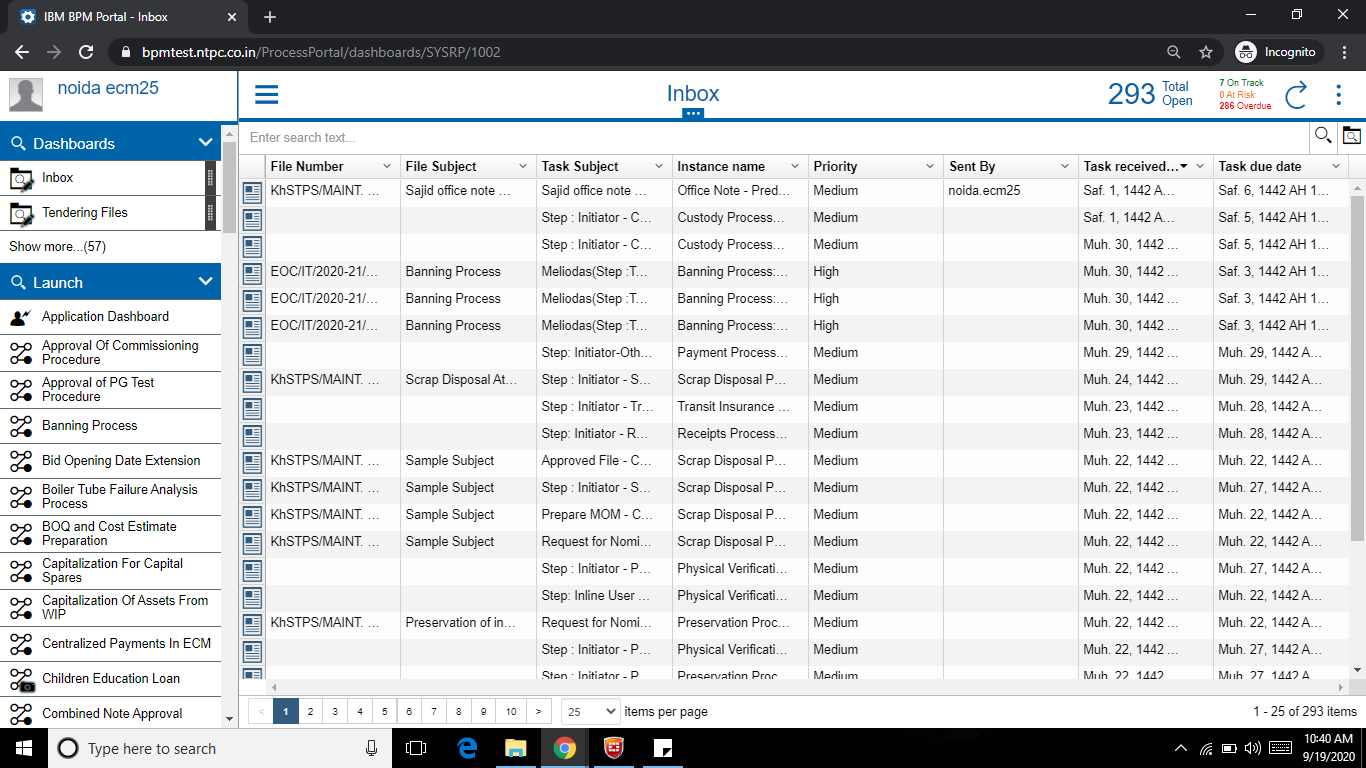 IBM BPM Portal - Inbox
bpmtest.ntpc.co.in/ProcessPortal/dashboards/SYSRP/1002
Incognito
noida ecm25
Inbox
293 Total Open
7 On Track
0 At Risk
286 Overdue
Enter search text...
Dashboards
Inbox
Tendering Files
Show more...(57)
Launch
Application Dashboard
Approval Of Commissioning
Procedure
Approval of PG Test
Procedure
Banning Process
Bid Opening Date Extension
Boiler Tube Failure Analysis
Process
BOQ and Cost Estimate
Preparation
Capitalization For Capital
Spares
Capitalization Of Assets From
WIP
Centralized Payments In ECM
Children Education Loan
Combined Note Approval
File Number File Subject Task Subject Instance name Priority Sent By Task received... Task due date
KhSTPS/MAINT. ... Sajid office note ... Sajid office note ... Office Note - Pred... Medium noida.ecm25 Saf. 1, 1442 A... Saf. 6, 1442 AH 1...
Step : Initiator - C... Custody Process... Medium Saf. 1, 1442 A... Saf. 5, 1442 AH 1...
Step : Initiator - C... Custody Process... Medium Muh. 30, 1442 ... Saf. 5, 1442 AH 1...
EOC/IT/2020-21/... Banning Process Meliodas(Step :T... Banning Process:... High Muh. 30, 1442 ... Saf. 3, 1442 AH 1...
EOC/IT/2020-21/... Banning Process Meliodas(Step :T... Banning Process:... High Muh. 30, 1442 ... Saf. 3, 1442 AH 1...
EOC/IT/2020-21/... Banning Process Meliodas(Step :T... Banning Process:... High Muh. 30, 1442 ... Saf. 3, 1442 AH 1...
Step: Initiator-Oth... Payment Process... Medium Muh. 29, 1442 ... Muh. 29, 1442 A...
KhSTPS/MAINT. ... Scrap Disposal At... Step : Initiator - S... Scrap Disposal P... Medium Muh. 24, 1442 ... Muh. 29, 1442 A...
Step : Initiator - Tr... Transit Insurance ... Medium Muh. 23, 1442 ... Muh. 28, 1442 A...
Step: Initiator - R... Receipts Process... Medium Muh. 23, 1442 ... Muh. 28, 1442 A...
KhSTPS/MAINT. ... Sample Subject Approved File - C... Scrap Disposal P... Medium Muh. 22, 1442 ... Muh. 22, 1442 A...
KhSTPS/MAINT. ... Sample Subject Step : Initiator - S... Scrap Disposal P... Medium Muh. 22, 1442 ... Muh. 27, 1442 A...
KhSTPS/MAINT. ... Sample Subject Prepare MOM - C... Scrap Disposal P... Medium Muh. 22, 1442 ... Muh. 22, 1442 A...
KhSTPS/MAINT. ... Sample Subject Request for Nomi... Scrap Disposal P... Medium Muh. 22, 1442 ... Muh. 22, 1442 A...
Step : Initiator - P... Physical Verificati... Medium Muh. 22, 1442 ... Muh. 27, 1442 A...
Step: Inline User ... Physical Verificati... Medium Muh. 22, 1442 ... Muh. 22, 1442 A...
KhSTPS/MAINT. ... Preservation of in... Request for Nomi... Preservation Proc... Medium Muh. 22, 1442 ... Muh. 22, 1442 A...
Step : Initiator - P... Physical Verificati... Medium Muh. 22, 1442 ... Muh. 27, 1442 A...
Step : Initiator - P... Preservation Proc... Medium Muh. 22, 1442 ... Muh. 27, 1442 A...
< 1 2 3 4 5 6 7 8 9 10 > 25 items per page 1 - 25 of 293 items
Type here to search
10:40 AM
9/19/2020